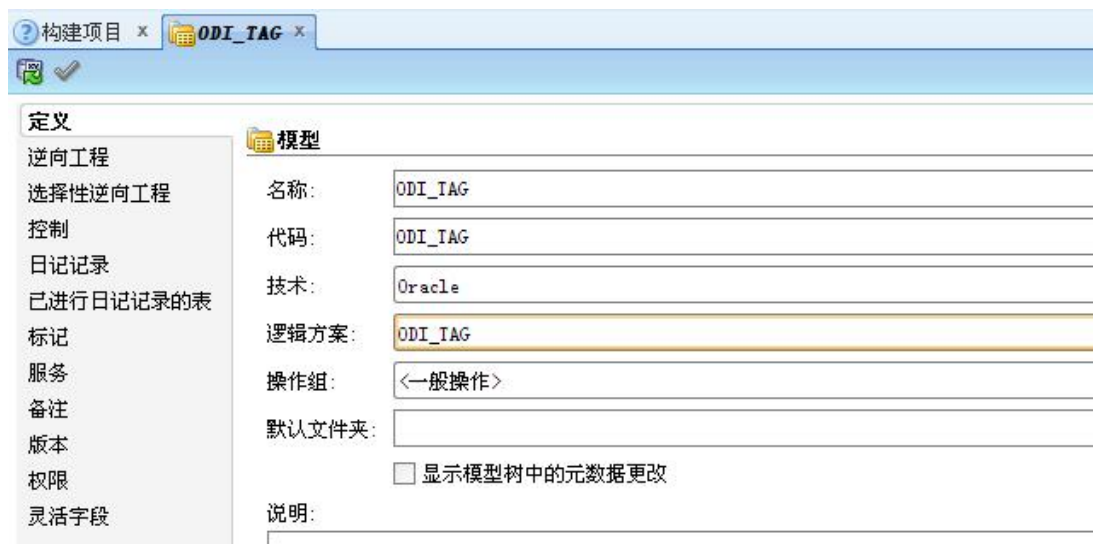 构建项目 x ODI_TAG x
定义
逆向工程
选择性逆向工程
控制
日记记录
已进行日记记录的表
标记
服务
备注
版本
权限
灵活字段
模型
名称: ODI_TAG
代码: ODI_TAG
技术: Oracle
逻辑方案: ODI_TAG
操作组: <一般操作>
默认文件夹:
显示模型树中的元数据更改
说明: